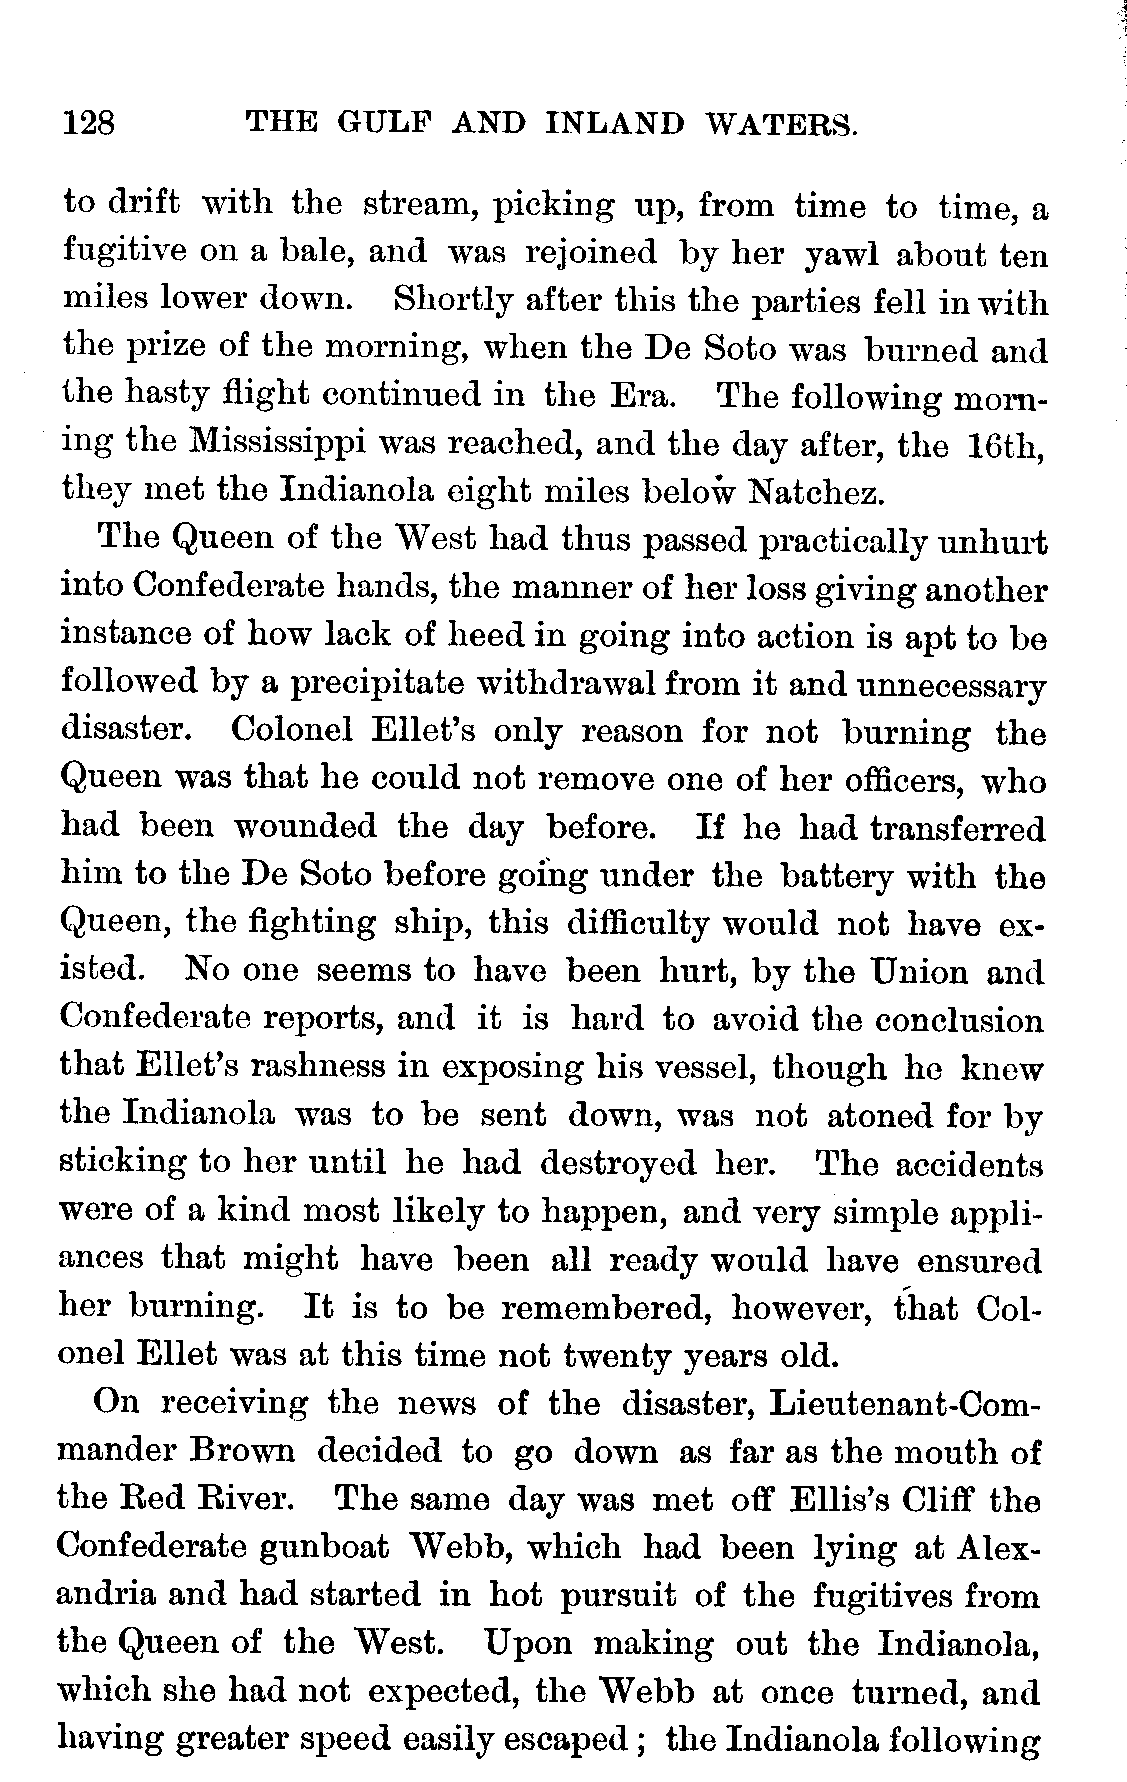 128 THE GULF AND INLAND WATERS.
to drift with the stream, picking up, from time to time, a
fugitive on a bale, and was rejoined by her yawl about ten
miles lower down. Shortly after this the parties fell in with
the prize of the morning, when the De Soto was burned and
the hasty flight continued in the Era. The following morn-
ing the Mississippi was reached, and the day after, the 16th,
they met the Indianola eight miles below Natchez.
The Queen of the West had thus passed practically unhurt
into Confederate hands, the manner of her loss giving another
instance of how lack of heed in going into action is apt to be
followed by a precipitate withdrawal from it and unnecessary
disaster. Colonel Ellet's only reason for not burning the
Queen was that he could not remove one of her officers, who
had been wounded the day before. If he had transferred
him to the De Soto before going under the battery with the
Queen, the fighting ship, this difficulty would not have ex-
isted. No one seems to have been hurt, by the Union and
Confederate reports, and it is hard to avoid the conclusion
that Ellet's rashness in exposing his vessel, though he knew
the Indianola was to be sent down, was not atoned for by
sticking to her until he had destroyed her. The accidents
were of a kind most likely to happen, and very simple appli-
ances that might have been all ready would have ensured
her burning. It is to be remembered, however, that Col-
onel Ellet was at this time not twenty years old.
On receiving the news of the disaster, Lieutenant-Com-
mander Brown decided to go down as far as the mouth of
the Red River. The same day was met off Ellis's Cliff the
Confederate gunboat Webb, which had been lying at Alex-
andria and had started in hot pursuit of the fugitives from
the Queen of the West. Upon making out the Indianola,
which she had not expected, the Webb at once turned, and
having greater speed easily escaped; the Indianola following